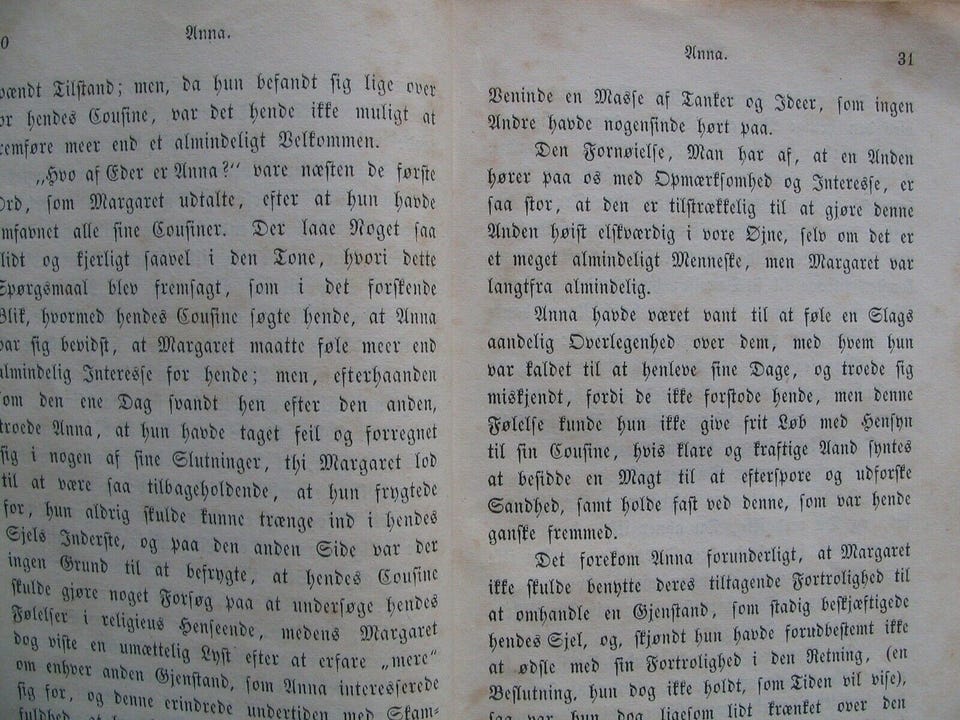 0
Anna.
ændt Tilstand; men, da hun befandt sig lige over
or hendes Cousine, var det hende ikke muligt at
remføre meer end et almindeligt Velkommen.
„Hvo af Eder er Anna?“ vare næsten de første
Ord, som Margaret udtalte, efter at hun havde
mfavnet alle sine Cousiner. Der laae Noget saa
lidt og kjerligt saavel i den Tone, hvori dette
Spørgsmaal blev fremsagt, som i det forskende
Blik, hvormed hendes Cousine søgte hende, at Anna
var sig bevidst, at Margaret maatte føle meer end
almindelig Interesse for hende; men, efterhaanden
som den ene Dag svandt hen efter den anden,
troede Anna, at hun havde taget feil og forregnet
sig i nogen af sine Slutninger, thi Margaret lod
til at være saa tilbageholdende, at hun frygtede
for, hun aldrig skulde kunne trænge ind i hendes
Sjels Inderste, og paa den anden Side var der
ingen Grund til at befrygte, at hendes Cousine
skulde gjøre noget Forsøg paa at undersøge hendes
Følelser i religieus Henseende, medens Margaret
dog viste en umættelig Lyst efter at erfare „mere“
om enhver anden Gjenstand, som Anna interesserede
sig for, og denne erindrede undertiden med Skam-
fuldhed, at
Anna.
31
Veninde en Masse af Tanker og Ideer, som ingen
Andre havde nogensinde hørt paa.
Den Fornøielse, Man har af, at en Anden
hører paa os med Opmærksomhed og Interesse, er
saa stor, at den er tilstrækkelig til at gjøre denne
Anden høist elskværdig i vore Øjne, selv om det er
et meget almindeligt Menneske, men Margaret var
langtfra almindelig.
Anna havde været vant til at føle en Slags
aandelig Overlegenhed over dem, med hvem hun
var kaldet til at henleve sine Dage, og troede sig
miskjendt, fordi de ikke forstode hende, men denne
Følelse kunde hun ikke give frit Løb med Hensyn
til sin Cousine, hvis klare og kraftige Aand syntes
at besidde en Magt til at efterspore og udforske
Sandhed, samt holde fast ved denne, som var hende
ganske fremmed.
Det forekom Anna forunderligt, at Margaret
ikke skulde benytte deres tiltagende Fortrolighed til
at omhandle en Gjenstand, som stadig beskjæftigede
hendes Sjel, og, skjøndt hun havde forudbestemt ikke
at ødsle med sin Fortrolighed i den Retning, (en
Beslutning, hun dog ikke holdt, som Tiden vil vise),
saa var hun dog ligesom lidt krænket over den